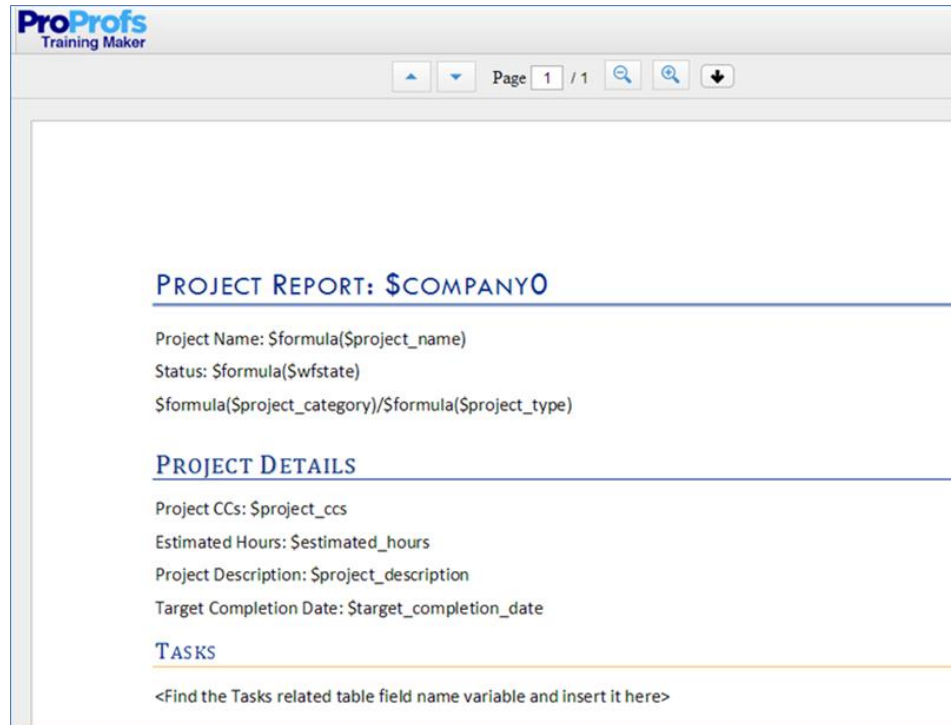 ProProfs
Training Maker
Page 1 / 1
PROJECT REPORT: $COMPANY0
Project Name: $formula($project_name)
Status: $formula($wfstate)
$formula($project_category)/$formula($project_type)
PROJECT DETAILS
Project CCs: $project_ccs
Estimated Hours: $estimated_hours
Project Description: $project_description
Target Completion Date: $target_completion_date
TASKS
<Find the Tasks related table field name variable and insert it here>